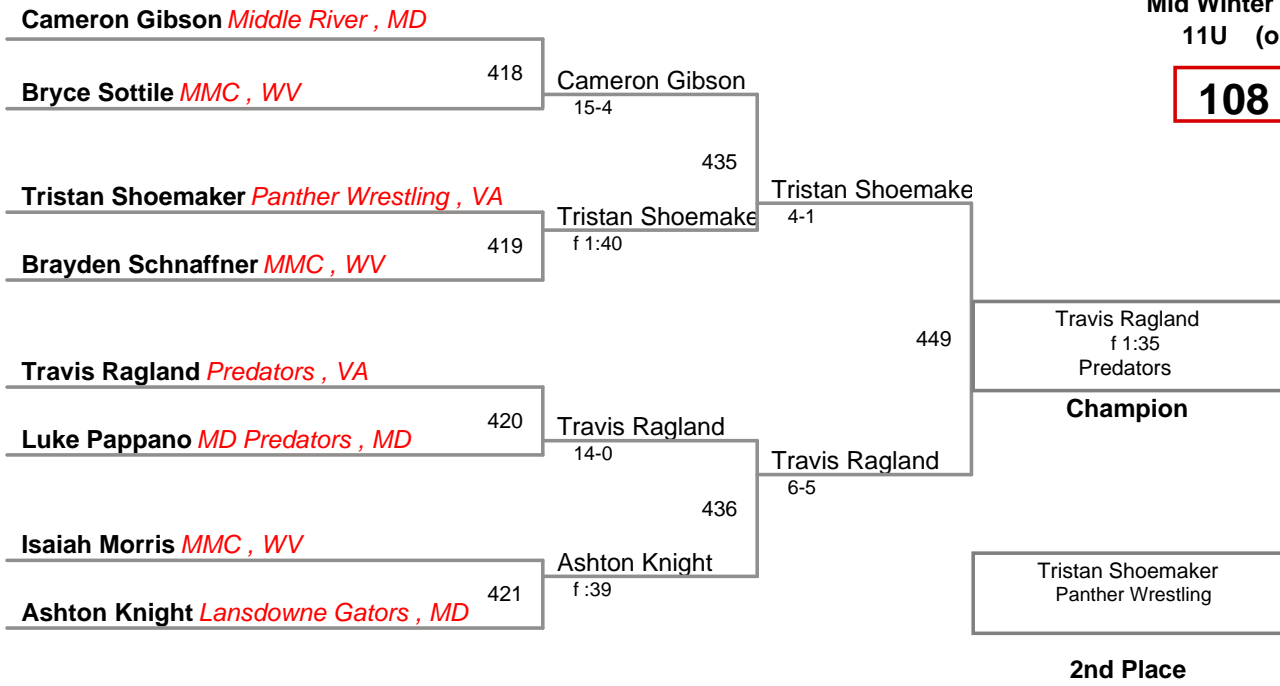 Mid Winter
11U (o
108
Cameron Gibson Middle River , MD
418
Bryce Sottile MMC , WV
Cameron Gibson
15-4
435
Tristan Shoemaker Panther Wrestling , VA
Tristan Shoemake
4-1
Tristan Shoemake
f 1:40
419
Brayden Schnaffner MMC , WV
449
Travis Ragland
f 1:35
Predators
Champion
Travis Ragland Predators , VA
420
Luke Pappano MD Predators , MD
Travis Ragland
14-0
Travis Ragland
6-5
436
Isaiah Morris MMC , WV
Ashton Knight
f :39
421
Ashton Knight Lansdowne Gators , MD
Tristan Shoemaker
Panther Wrestling
2nd Place